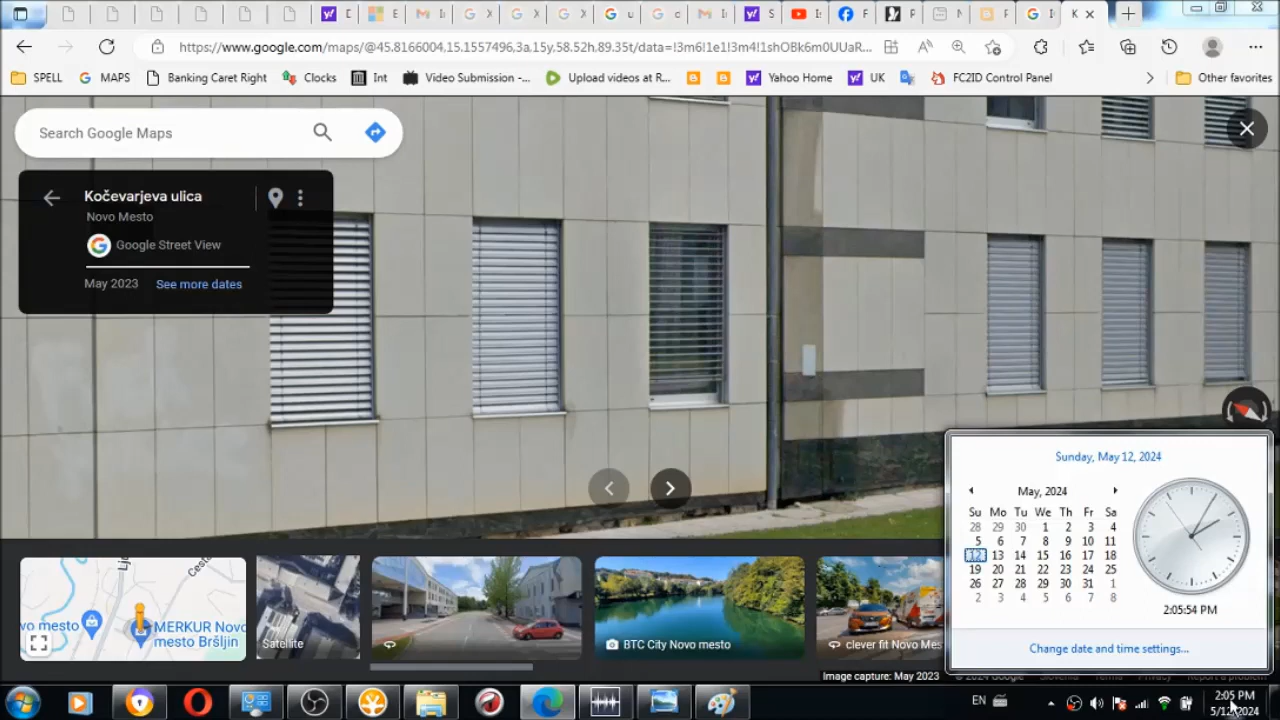 https://www.google.com/maps/@45.8166004,15.1557496,3a,15y,58.52h,89.35t/data=!3m6!1e1!3m4!1shOBk6m0UUaR...
SPELL
MAPS
Banking Caret Right
Clocks
Int
Video Submission -...
Upload videos at R...
Yahoo Home
UK
FC2ID Control Panel
Other favorites
Search Google Maps
Kočevarjeva ulica
Novo Mesto
Google Street View
May 2023
See more dates
Sunday, May 12, 2024
May, 2024
Su Mo Tu We Th Fr Sa
28 29 30 1 2 3 4
5 6 7 8 9 10 11
12 13 14 15 16 17 18
19 20 21 22 23 24 25
26 27 28 29 30 31 1
2 3 4 5 6 7 8
2:05:54 PM
Change date and time settings...
vo mesto
MERKUR Novo
mesto Bršljin
Satellite
BTC City Novo mesto
clever fit Novo Mes
Image capture: May 2023
EN
2:05 PM
5/12/2024